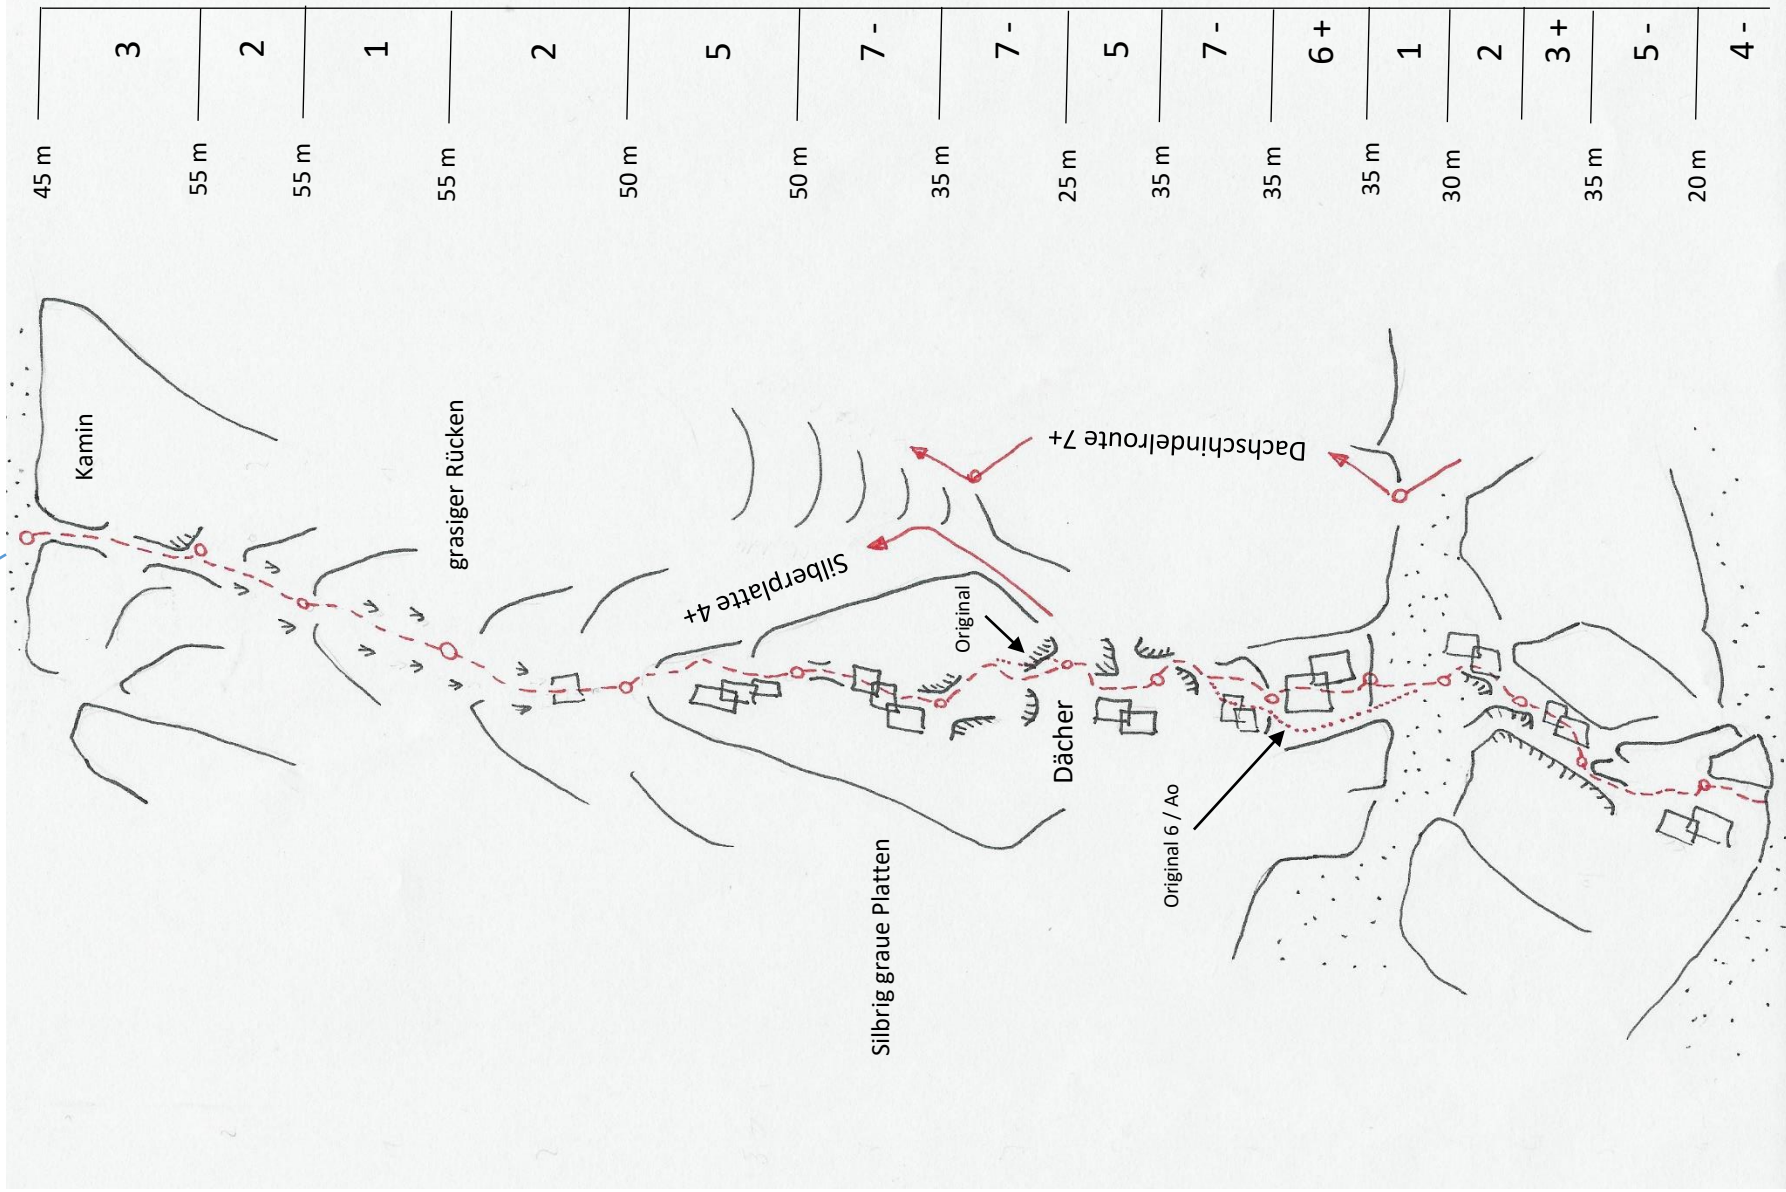 3
2
1
2
5
7 -
7 -
5
7 -
6 +
1
2
3 +
5 -
4 -
45 m
55 m
55 m
55 m
50 m
50 m
35 m
25 m
35 m
35 m
35 m
30 m
35 m
20 m
Kamin
grasiger Rücken
Silberplatte 4+
Dachschindelroute 7+
Original
Dächer
Original 6 / Ao
Silbrig graue Platten